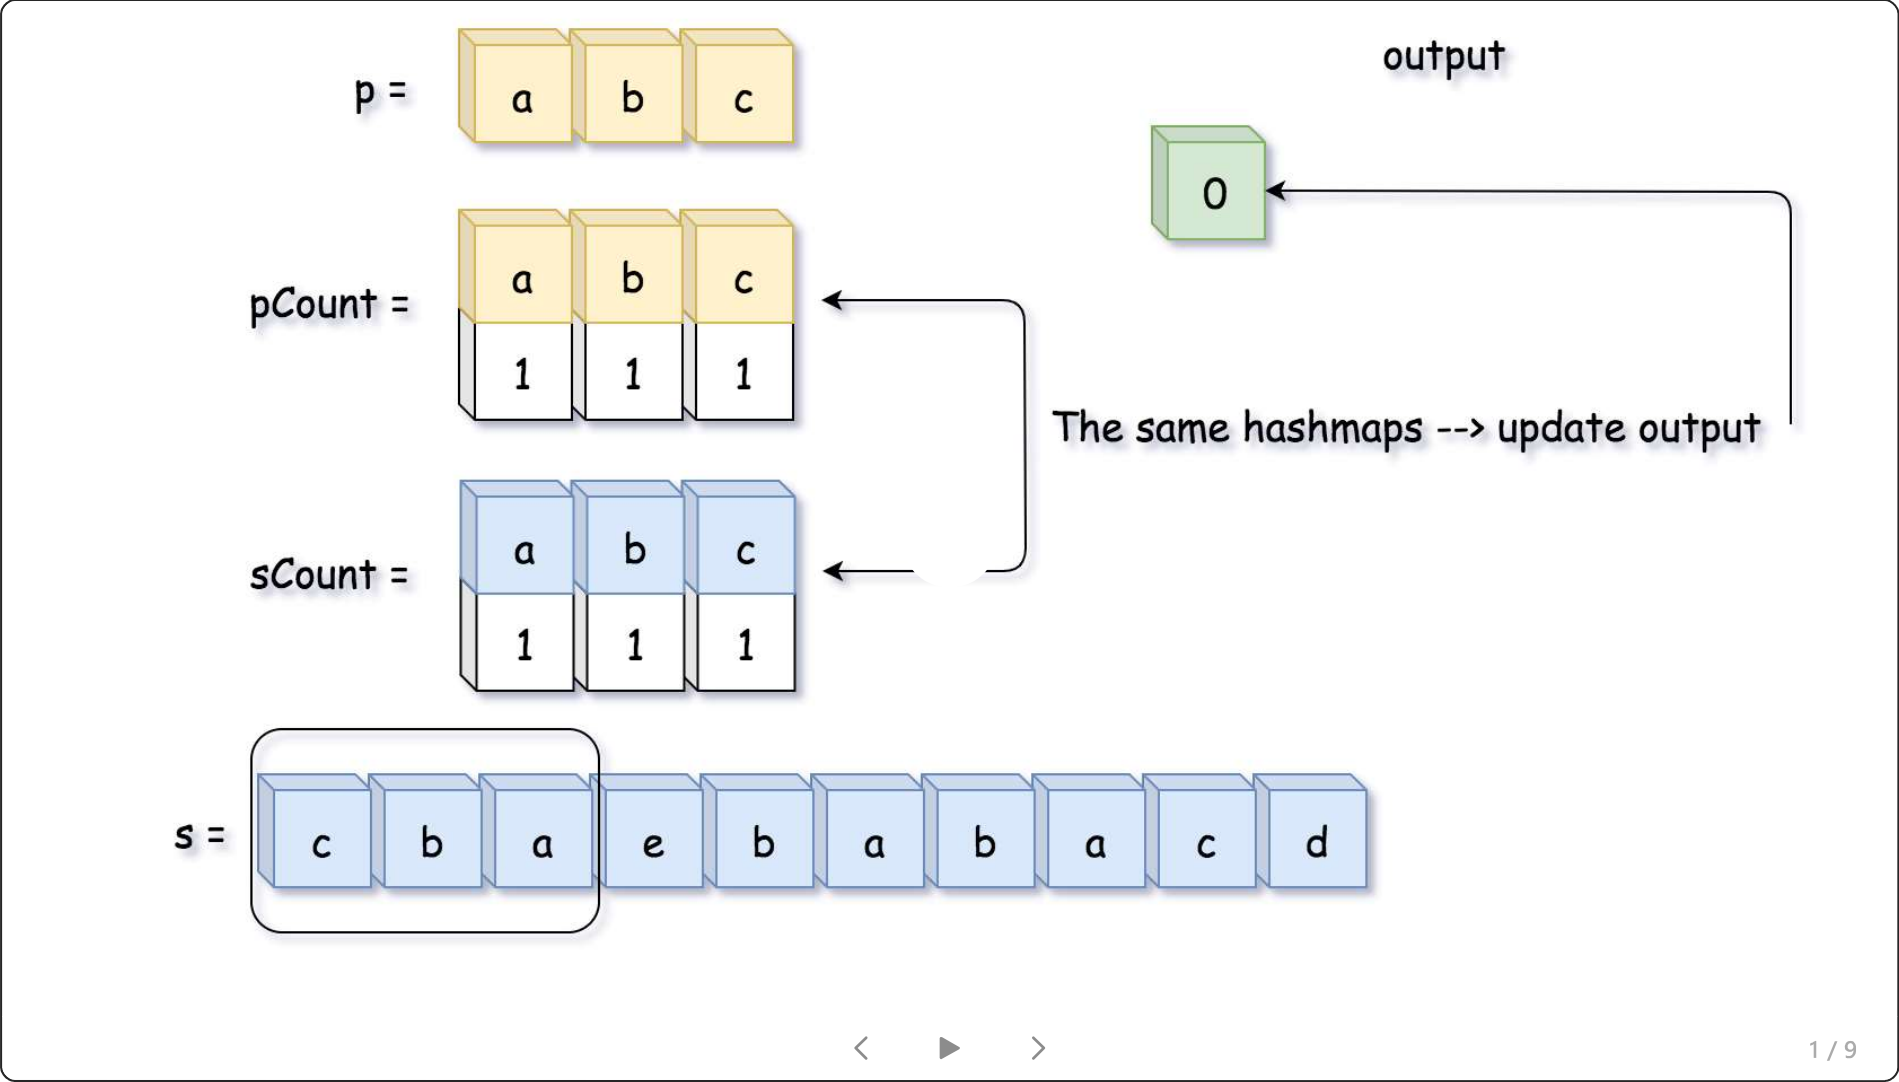 p = a b c
output
0
pCount = a b c
1 1 1
The same hashmaps --> update output
sCount = a b c
1 1 1
s = c b a e b a b a c d
1 / 9